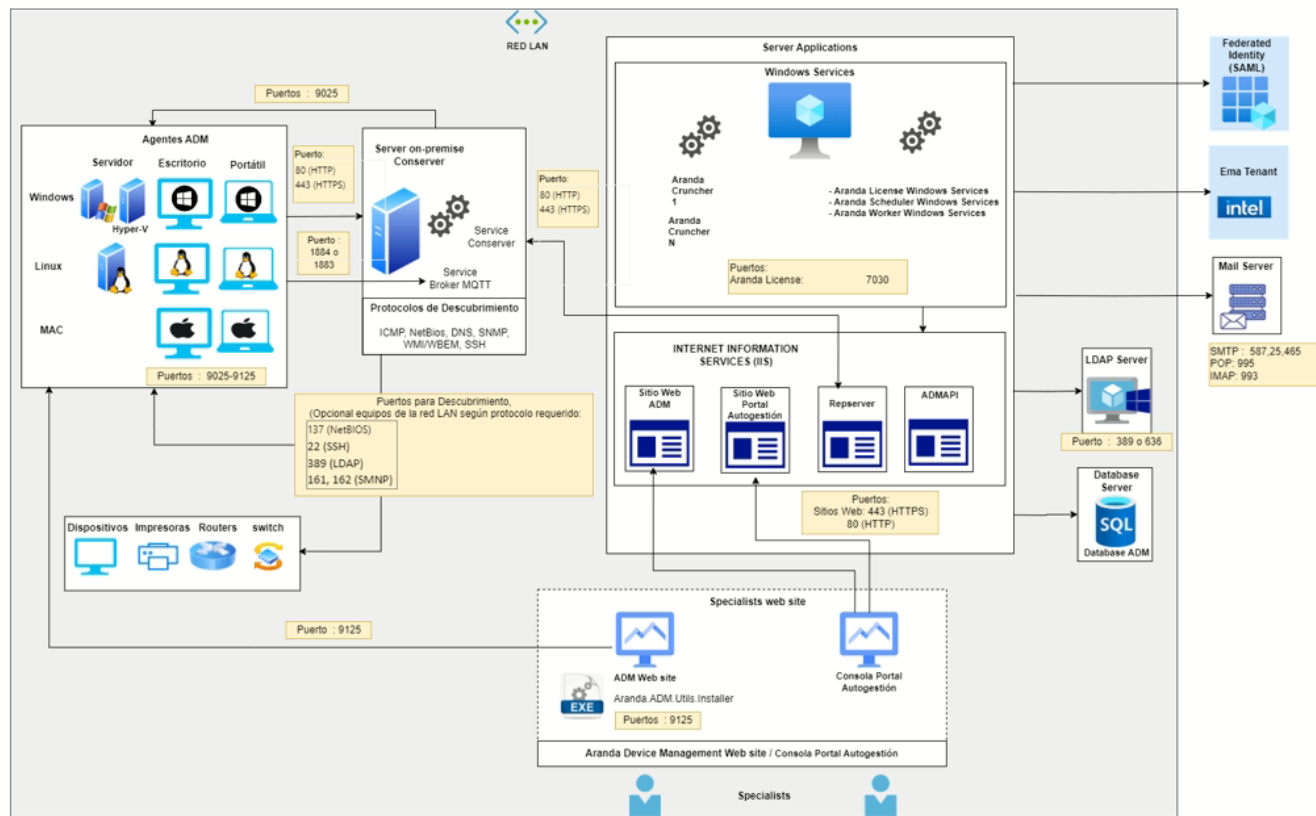 RED LAN
Puertos : 9025
Agentes ADM
Servidor
Escritorio
Portátil
Windows
Hyper-V
Linux
MAC
Puertos : 9025-9125
Puerto:
80 (HTTP)
443 (HTTPS)
Puerto :
1884 o
1883
Server on-premise
Conserver
Service
Conserver
Service
Broker MQTT
Protocolos de Descubrimiento
ICMP, NetBios, DNS, SNMP,
WMI/WBEM, SSH
Puerto:
80 (HTTP)
443 (HTTPS)
Puertos para Descubrimiento,
(Opcional equipos de la red LAN según protocolo requerido:
137 (NetBIOS)
22 (SSH)
389 (LDAP)
161, 162 (SMNP)
Dispositivos
Impresoras
Routers
switch
Puerto : 9125
Server Applications
Windows Services
Aranda
Cruncher
1
Aranda
Cruncher
N
- Aranda License Windows Services
- Aranda Scheduler Windows Services
- Aranda Worker Windows Services
Puertos:
Aranda License: 7030
INTERNET INFORMATION
SERVICES (IIS)
Sitio Web
ADM
Sitio Web
Portal
Autogestión
Repserver
ADMAPI
Puertos:
Sitios Web: 443 (HTTPS)
80 (HTTP)
Federated
Identity
(SAML)
Ema Tenant
intel
Mail Server
SMTP : 587,25,465
POP: 995
IMAP: 993
LDAP Server
Puerto : 389 o 636
Database
Server
SQL
Database ADM
Specialists web site
ADM Web site
EXE
Aranda.ADM.Utils.Installer
Puertos : 9125
Consola Portal
Autogestión
Aranda Device Management Web site / Consola Portal Autogestión
Specialists